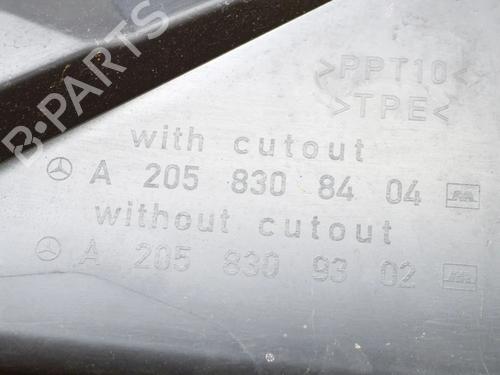 >PPT10<
>TPE<
with cutout
A 205 830 84 04
without cutout
A 205 830 93 02
B-PARTS